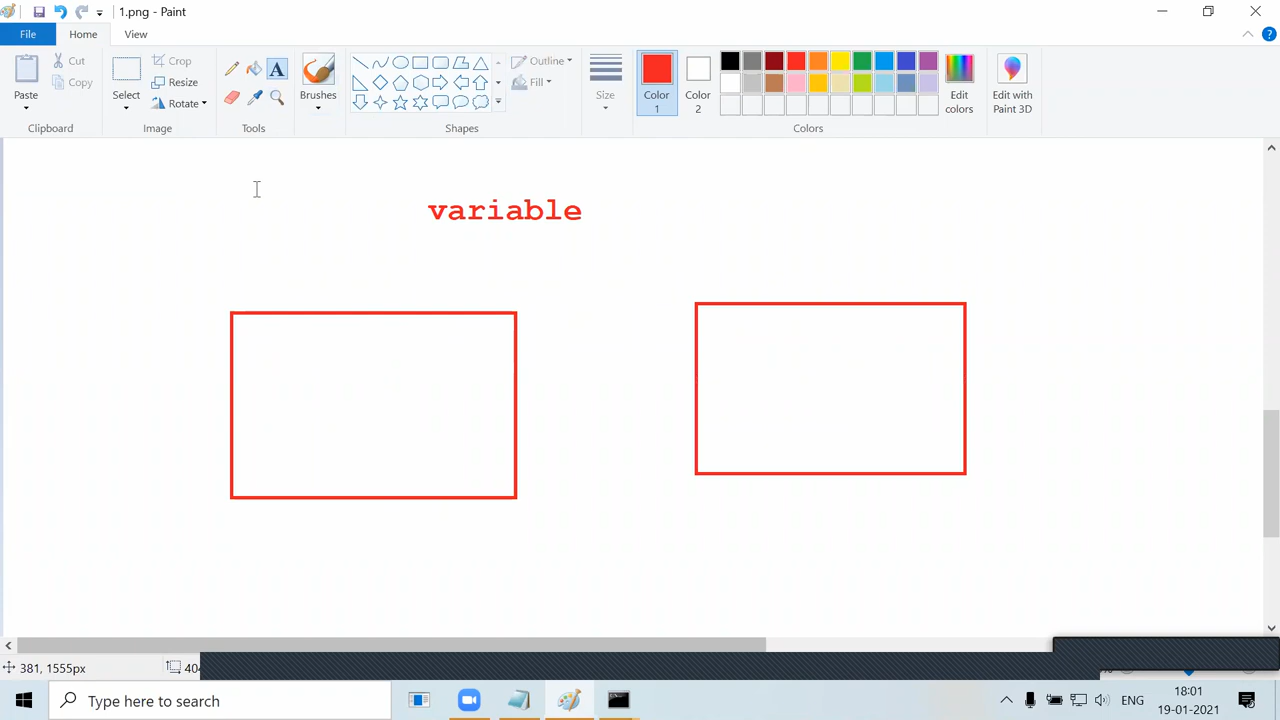 1.png - Paint
File Home View
Paste
Cut
Copy
Clipboard
Select
Crop
Resize
Rotate
Image
A
Tools
Brushes
Outline
Fill
Shapes
Size
Color 1
Color 2
Edit colors
Colors
Edit with Paint 3D
variable
381, 1555px
Type here to search
ENG
18:01
19-01-2021